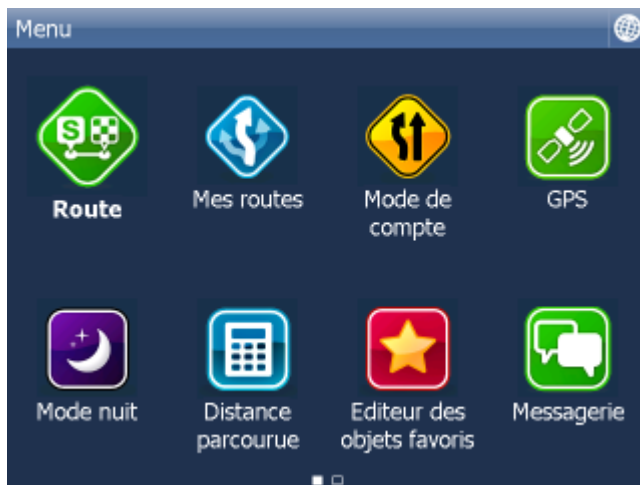 Menu
S
Route
Mes routes
Mode de
compte
GPS
Mode nuit
Distance
parcourue
Editeur des
objets favoris
Messagerie